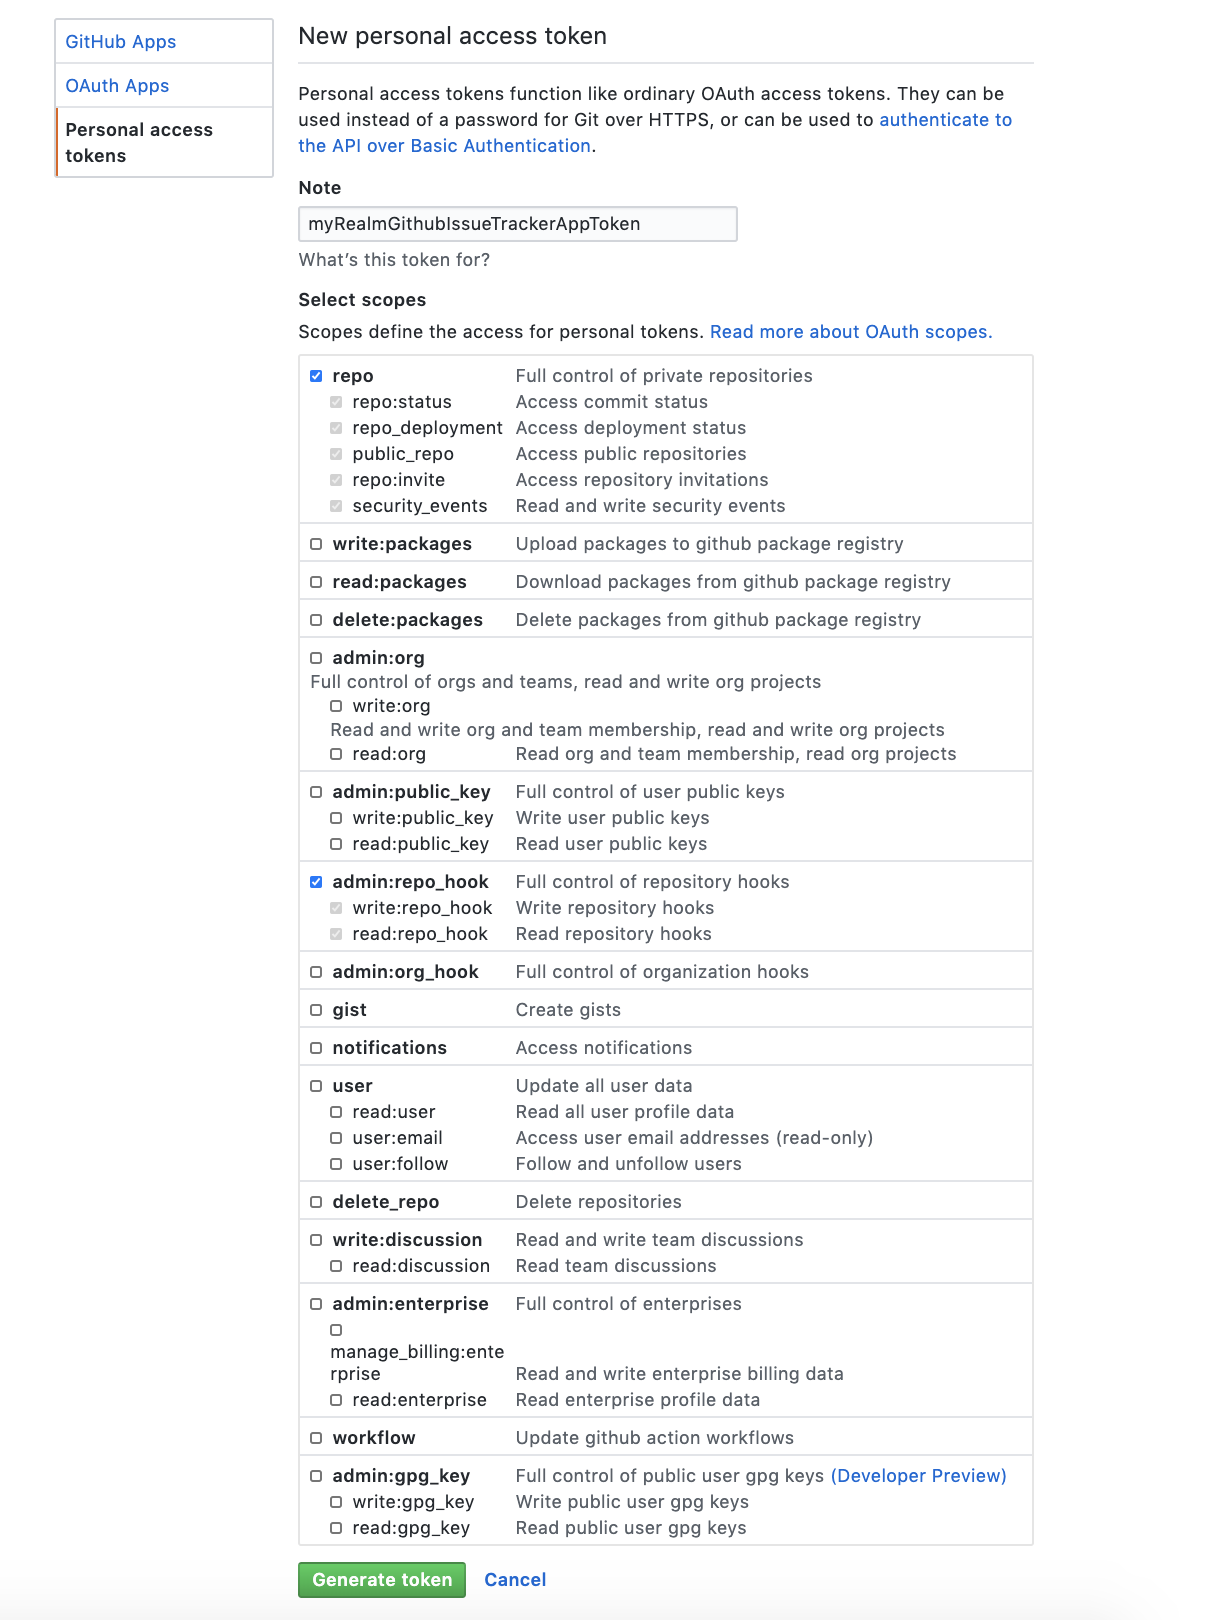 GitHub Apps
OAuth Apps
Personal access
tokens
New personal access token
Personal access tokens function like ordinary OAuth access tokens. They can be
used instead of a password for Git over HTTPS, or can be used to authenticate to
the API over Basic Authentication.
Note
myRealmGithubIssueTrackerAppToken
What's this token for?
Select scopes
Scopes define the access for personal tokens. Read more about OAuth scopes.
repo Full control of private repositories
repo:status Access commit status
repo_deployment Access deployment status
public_repo Access public repositories
repo:invite Access repository invitations
security_events Read and write security events
write:packages Upload packages to github package registry
read:packages Download packages from github package registry
delete:packages Delete packages from github package registry
admin:org
Full control of orgs and teams, read and write org projects
write:org
Read and write org and team membership, read and write org projects
read:org Read org and team membership, read org projects
admin:public_key Full control of user public keys
write:public_key Write user public keys
read:public_key Read user public keys
admin:repo_hook Full control of repository hooks
write:repo_hook Write repository hooks
read:repo_hook Read repository hooks
admin:org_hook Full control of organization hooks
gist Create gists
notifications Access notifications
user Update all user data
read:user Read all user profile data
user:email Access user email addresses (read-only)
user:follow Follow and unfollow users
delete_repo Delete repositories
write:discussion Read and write team discussions
read:discussion Read team discussions
admin:enterprise Full control of enterprises
manage_billing:ente
rprise Read and write enterprise billing data
read:enterprise Read enterprise profile data
workflow Update github action workflows
admin:gpg_key Full control of public user gpg keys (Developer Preview)
write:gpg_key Write public user gpg keys
read:gpg_key Read public user gpg keys
Generate token Cancel